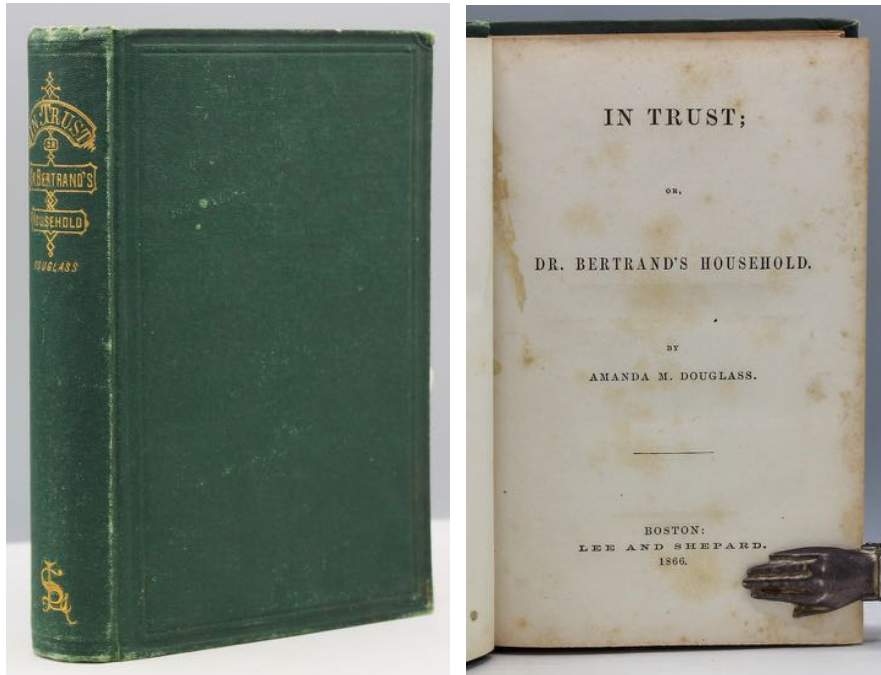 IN TRUST
OR
DR. BERTRAND'S
HOUSEHOLD
DOUGLASS
LS
IN TRUST;
OR,
DR. BERTRAND'S HOUSEHOLD.
BY
AMANDA M. DOUGLASS.
BOSTON:
LEE AND SHEPARD.
1866.